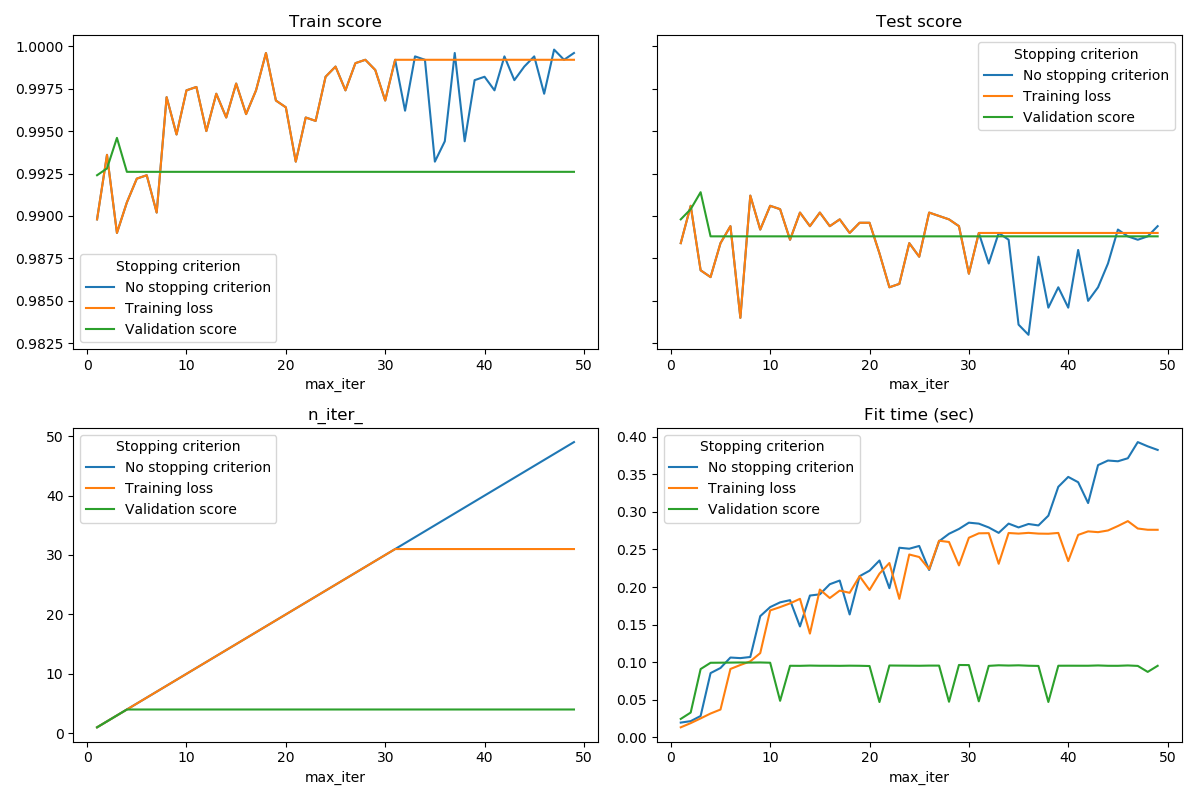 Train score
1.0000
0.9975
0.9950
0.9925
0.9900
0.9875
0.9850
0.9825
Stopping criterion
No stopping criterion
Training loss
Validation score
0 10 20 30 40 50
max_iter
Test score
Stopping criterion
No stopping criterion
Training loss
Validation score
0 10 20 30 40 50
max_iter
n_iter_
50
40
30
20
10
0
Stopping criterion
No stopping criterion
Training loss
Validation score
0 10 20 30 40 50
max_iter
Fit time (sec)
0.40
0.35
0.30
0.25
0.20
0.15
0.10
0.05
0.00
Stopping criterion
No stopping criterion
Training loss
Validation score
0 10 20 30 40 50
max_iter